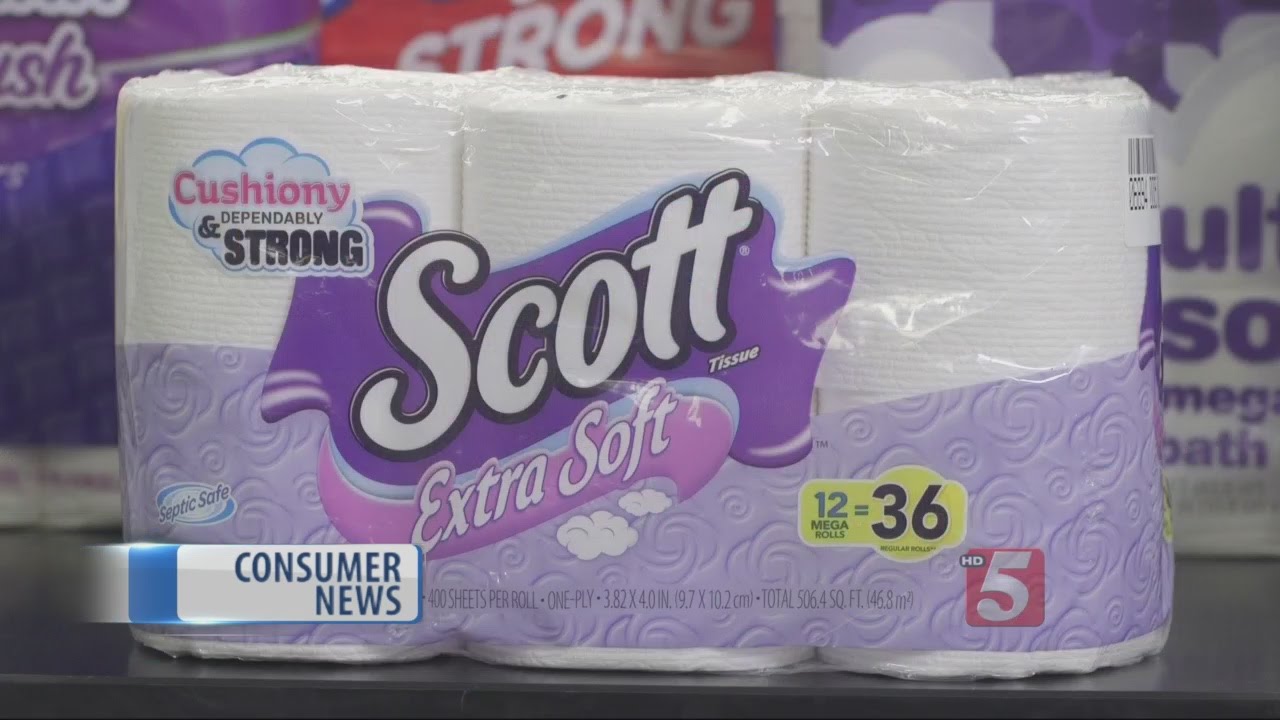 ush
STRONG
Cushiony
& DEPENDABLY
STRONG
Scott®
Tissue
Extra Soft
™
Septic Safe
12 = 36
MEGA
ROLLS
REGULAR ROLLS
CONSUMER
NEWS
HD 5
• 400 SHEETS PER ROLL • ONE-PLY • 3.82 X 4.0 IN. (9.7 X 10.2 cm) • TOTAL 506.4 SQ. FT. (46.8 m²)
ult
so
mega
bath